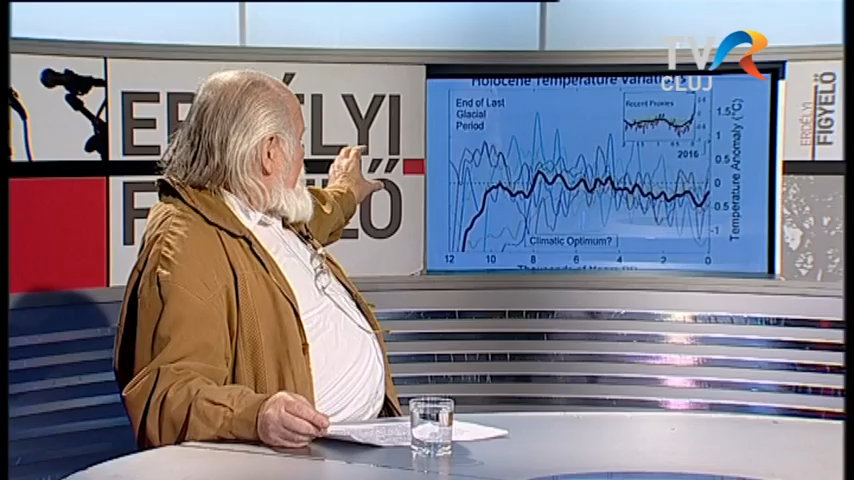 TVR
CLUJ
ERDÉLYI
FIGYELŐ
Holocene Temperature
End of Last
Glacial
Period
Recent Proxies
2016
Climatic Optimum?
1.5
1
0.5
0
0.5
1
Temperature Anomaly (°C)
12 10 8 6 4 2 0
ERDÉLYI
FIGYELŐ